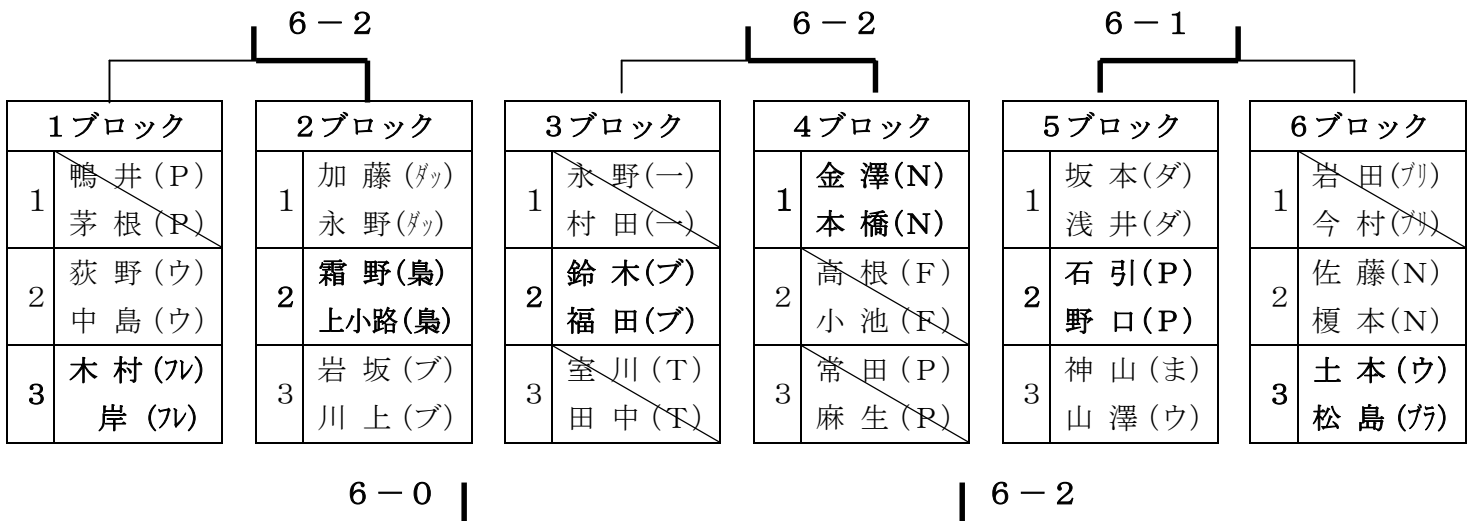 6－2
6－2
6－1
1ブロック
1
鴨 井 (P)
茅 根 (P)
2
荻 野 (ウ)
中 島 (ウ)
3
木 村 (ﾌﾚ)
岸 (ﾌﾚ)
2ブロック
1
加 藤 (ﾀﾞｯ)
永 野 (ﾀﾞｯ)
2
霜 野(梟)
上小路(梟)
3
岩 坂 (ブ)
川 上 (ブ)
3ブロック
1
永 野(一)
村 田(一)
2
鈴 木(ブ)
福 田(ブ)
3
室 川 (T)
田 中 (T)
4ブロック
1
金 澤(N)
本 橋(N)
2
高 根 (F)
小 池 (F)
3
常 田 (P)
麻 生 (P)
5ブロック
1
坂 本(ダ)
浅 井(ダ)
2
石 引(P)
野 口(P)
3
神 山 (ま)
山 澤 (ウ)
6ブロック
1
岩 田(ﾌﾞﾘ)
今 村(ﾌﾞﾘ)
2
佐 藤(N)
榎 本(N)
3
土 本 (ウ)
松 島 (ﾌﾞﾗ)
6－0
6－2